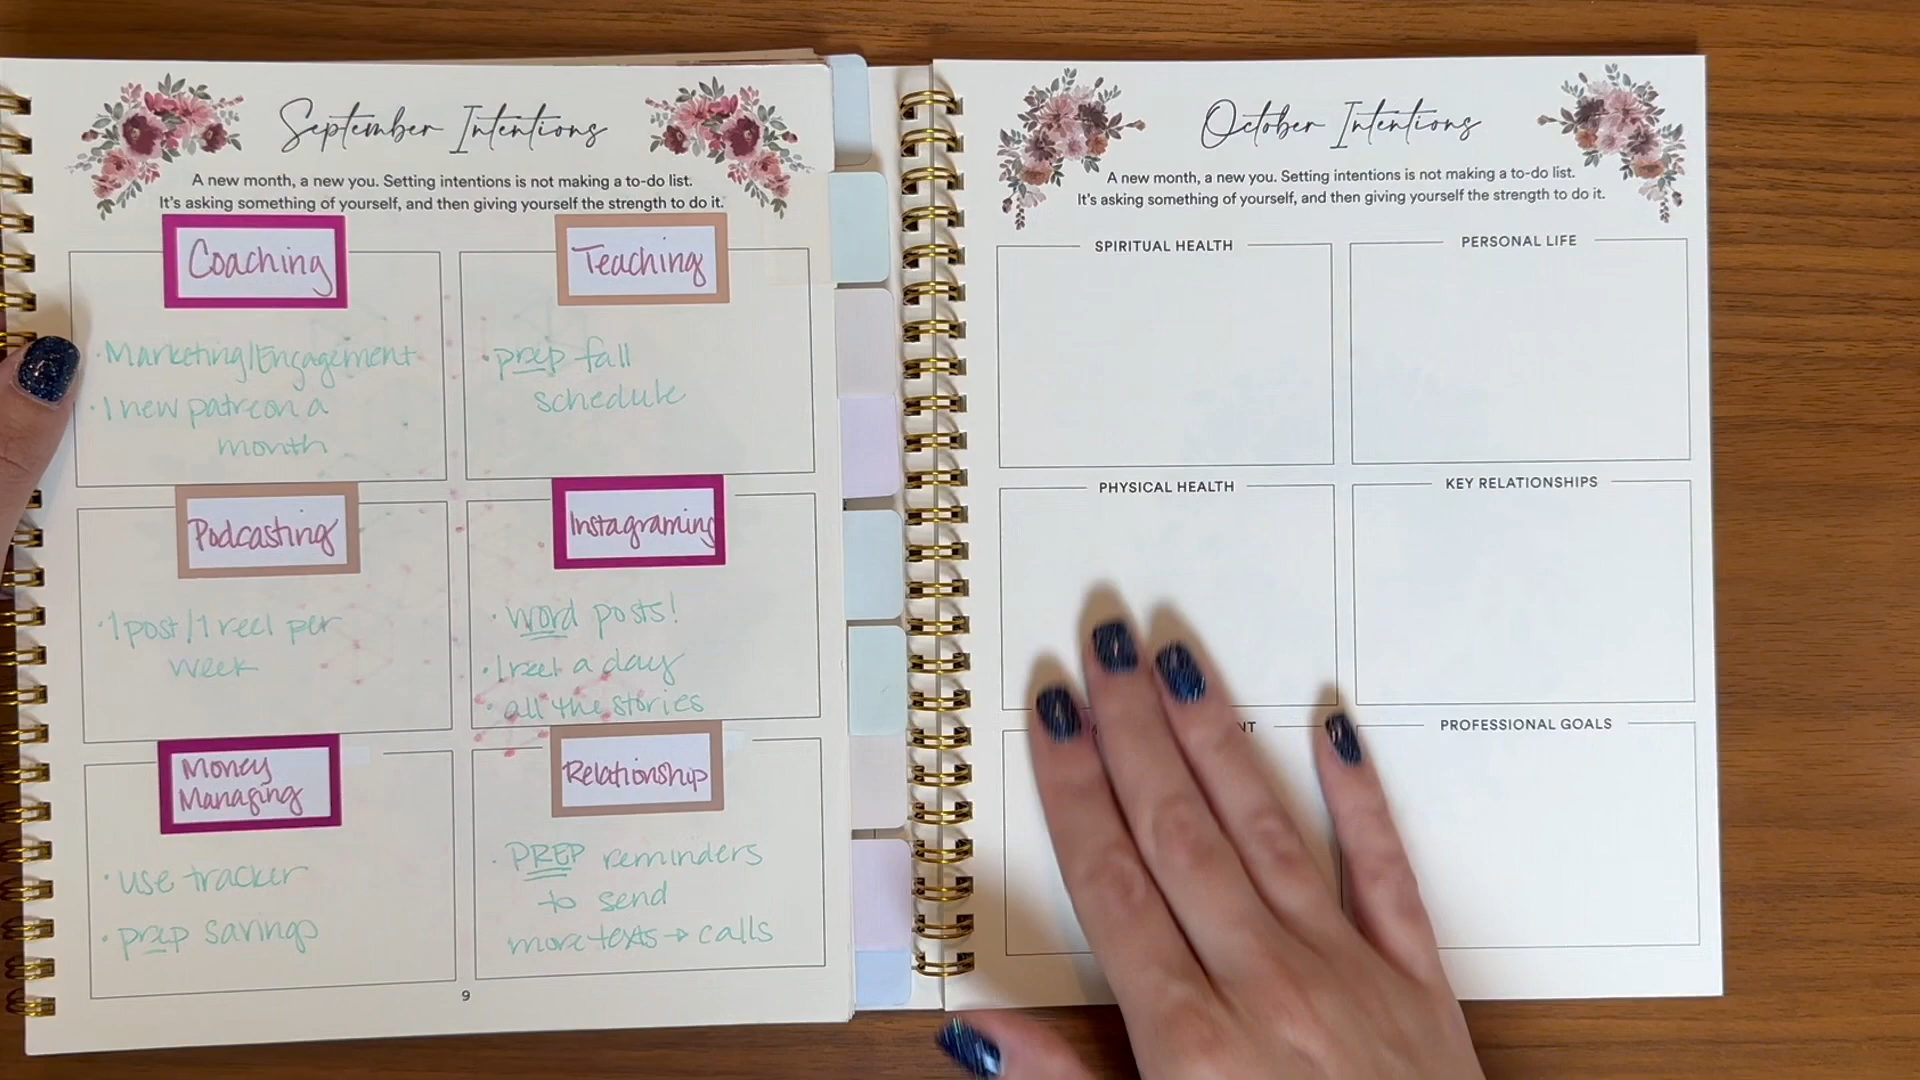 September Intentions
A new month, a new you. Setting intentions is not making a to-do list.
It's asking something of yourself, and then giving yourself the strength to do it.
Coaching
· Marketing/Engagement
· 1 new patreon a
month
Teaching
· prep fall
schedule
Podcasting
· 1 post/1 reel per
week
Instagraming
· word posts!
· 1 reel a day
· all the stories
Money
Managing
· use tracker
· prep savings
Relationship
· PREP reminders
to send
more texts → calls
9
October Intentions
A new month, a new you. Setting intentions is not making a to-do list.
It's asking something of yourself, and then giving yourself the strength to do it.
SPIRITUAL HEALTH
PERSONAL LIFE
PHYSICAL HEALTH
KEY RELATIONSHIPS
PROFESSIONAL GOALS